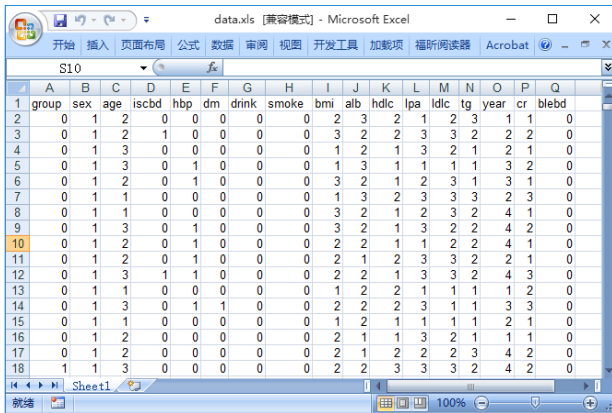 data.xls [兼容模式] - Microsoft Excel
开始 插入 页面布局 公式 数据 审阅 视图 开发工具 加载项 福昕阅读器 Acrobat
S10 fx
A B C D E F G H I J K L M N O P Q
1 group sex age iscbd hbp dm drink smoke bmi alb hdlc lpa ldlc tg year cr blebd
2 0 1 2 0 0 0 0 0 2 3 2 1 2 3 1 1 0
3 0 1 2 1 0 0 0 0 3 2 2 3 3 2 2 2 0
4 0 1 3 0 0 0 0 0 1 2 1 3 2 1 2 1 0
5 0 1 3 0 1 0 0 0 1 3 1 1 1 1 3 2 0
6 0 1 2 0 1 0 0 0 3 2 1 2 3 1 3 1 0
7 0 1 1 0 0 0 0 0 1 3 2 3 3 3 2 3 0
8 0 1 1 0 0 0 0 0 3 2 1 2 3 2 4 1 0
9 0 1 3 0 1 0 0 0 3 2 1 3 2 2 4 2 0
10 0 1 2 0 1 0 0 0 2 2 1 1 2 2 4 1 0
11 0 1 2 0 1 0 0 0 2 1 2 3 3 2 2 1 0
12 0 1 3 1 1 0 0 0 2 2 1 3 3 2 4 3 0
13 0 1 1 0 0 0 0 0 1 2 2 1 1 1 1 2 0
14 0 1 3 0 1 1 0 0 2 2 2 3 1 1 3 3 0
15 0 1 1 0 0 0 0 0 1 2 1 1 1 1 2 1 0
16 0 1 2 0 0 0 0 0 2 1 1 3 2 1 1 1 0
17 0 1 2 0 0 0 0 0 2 1 2 2 2 3 4 2 0
18 1 1 3 0 0 0 0 0 2 2 3 3 3 2 4 2 0
Sheet1
就绪 100%